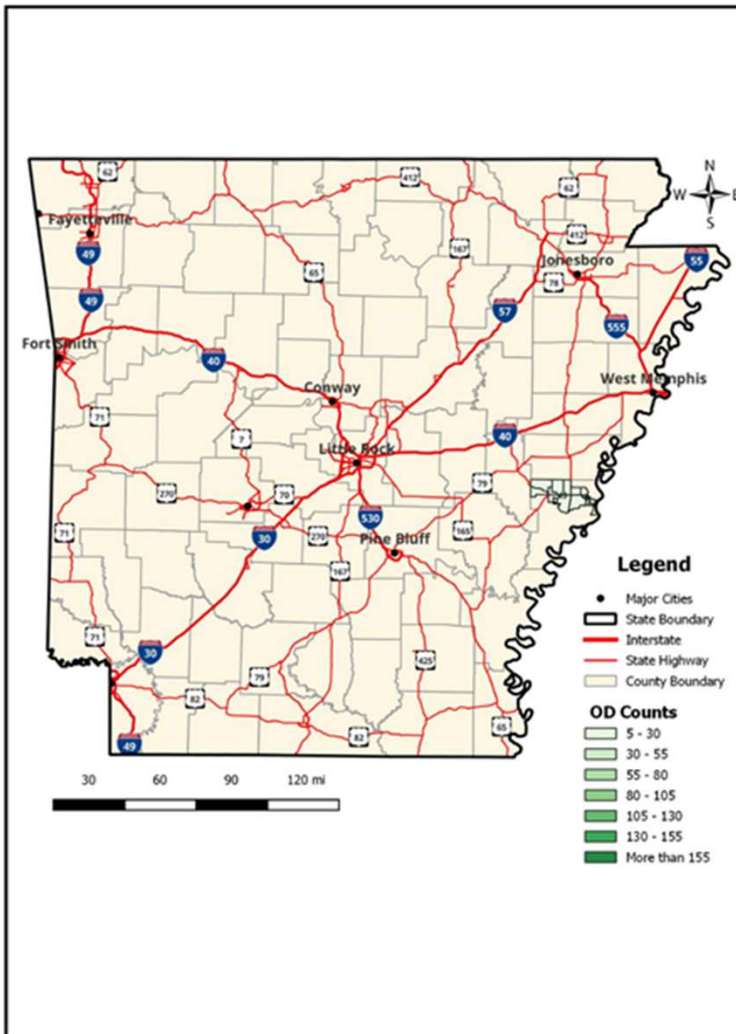 N
W E
S
62
412
62
Fayetteville
167
412
49
65
Jonesboro
55
78
49
57
555
Fort Smith
40
Conway
West Memphis
71
7
Little Rock
40
79
270
70
530
71
30
270
165
Pine Bluff
167
Legend
Major Cities
State Boundary
Interstate
State Highway
County Boundary
71
30
425
79
82
65
82
49
OD Counts
5 - 30
30 - 55
55 - 80
80 - 105
105 - 130
130 - 155
More than 155
30 60 90 120 mi